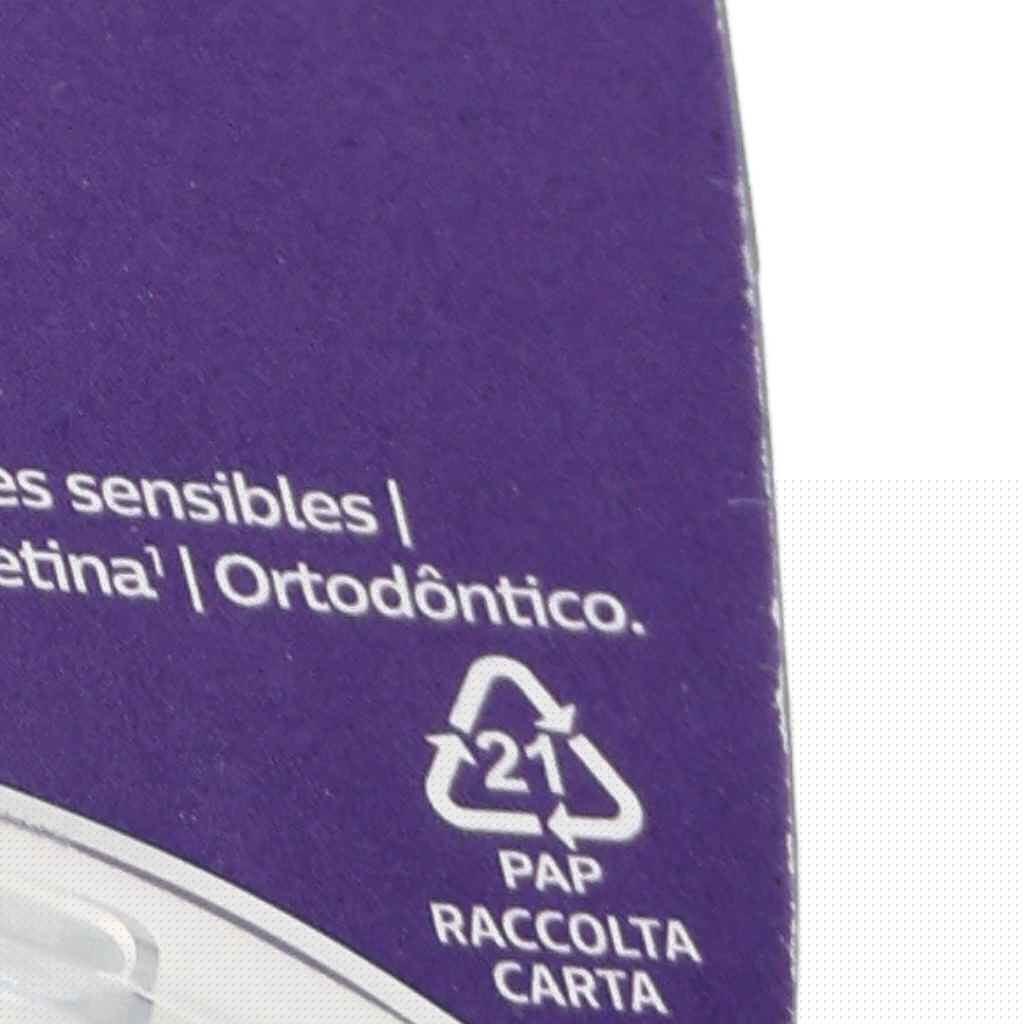 es sensibles |
etina¹ | Ortodôntico.
21
PAP
RACCOLTA
CARTA